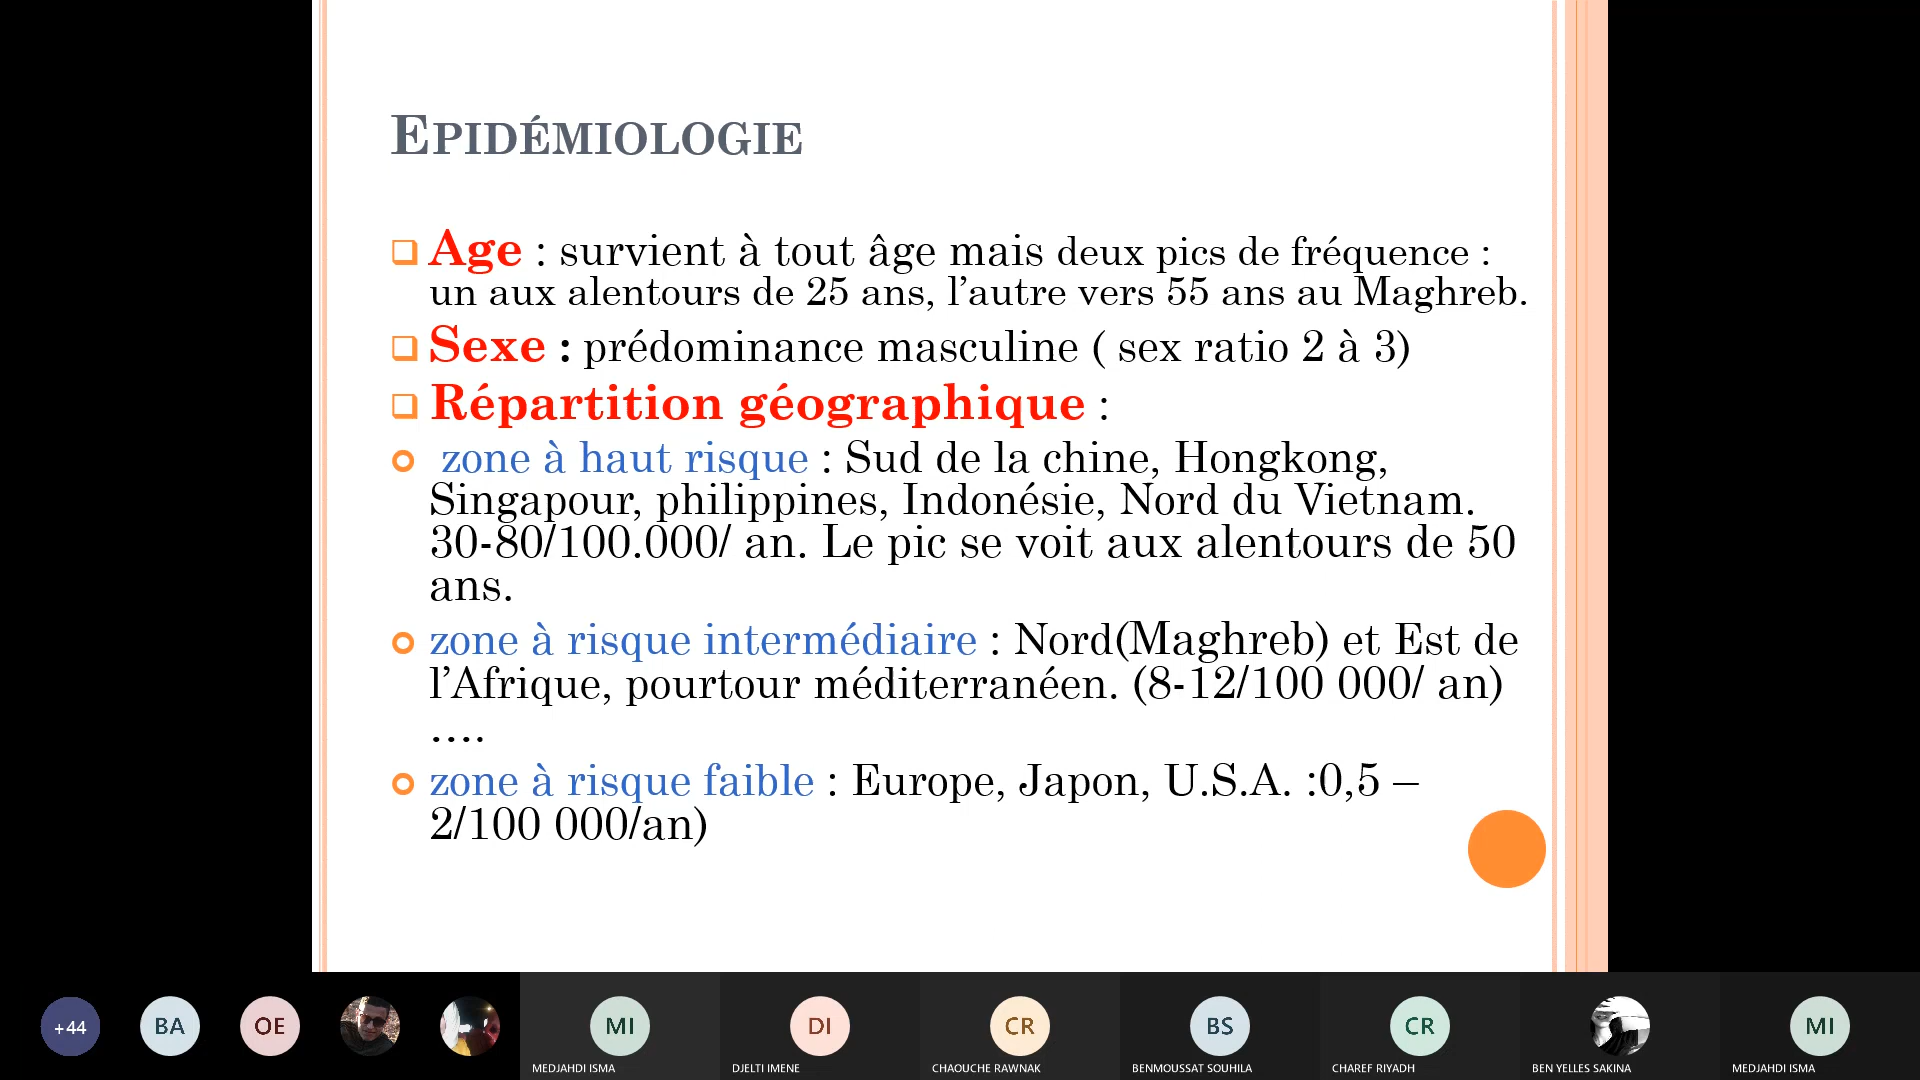 EPIDÉMIOLOGIE
Age : survient à tout âge mais deux pics de fréquence :
un aux alentours de 25 ans, l’autre vers 55 ans au Maghreb.
Sexe : prédominance masculine ( sex ratio 2 à 3)
Répartition géographique :
zone à haut risque : Sud de la chine, Hongkong,
Singapour, philippines, Indonésie, Nord du Vietnam.
30-80/100.000/ an. Le pic se voit aux alentours de 50
ans.
zone à risque intermédiaire : Nord(Maghreb) et Est de
l’Afrique, pourtour méditerranéen. (8-12/100 000/ an)
….
zone à risque faible : Europe, Japon, U.S.A. :0,5 –
2/100 000/an)
+44 BA OE MI DI CR BS CR MI
MEDJAHDI ISMA DJELTI IMENE CHAOUCHE RAWNAK BENMOUSSAT SOUHILA CHAREF RIYADH BEN YELLES SAKINA MEDJAHDI ISMA